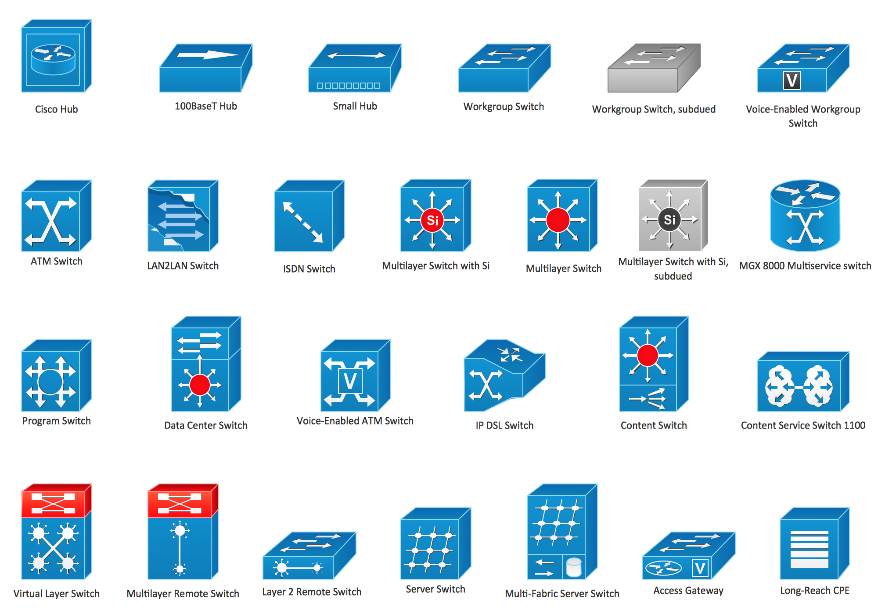 Cisco Hub
100BaseT Hub
Small Hub
Workgroup Switch
Workgroup Switch, subdued
V
Voice-Enabled Workgroup
Switch
ATM Switch
LAN2LAN Switch
ISDN Switch
Si
Multilayer Switch with Si
Multilayer Switch
Si
Multilayer Switch with Si,
subdued
MGX 8000 Multiservice switch
Program Switch
Data Center Switch
V
Voice-Enabled ATM Switch
IP DSL Switch
Content Switch
Content Service Switch 1100
Virtual Layer Switch
Multilayer Remote Switch
Layer 2 Remote Switch
Server Switch
Multi-Fabric Server Switch
V
Access Gateway
Long-Reach CPE